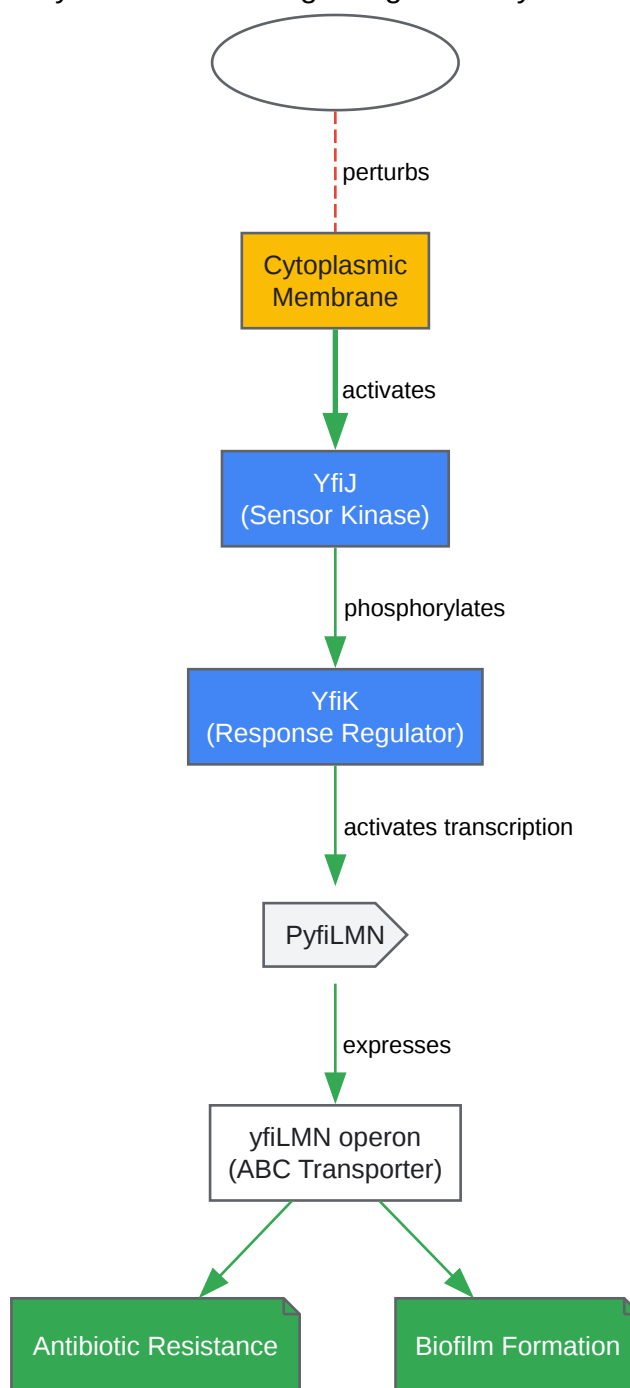 perturbs
Cytoplasmic
Membrane
activates
YfiJ
(Sensor Kinase)
phosphorylates
YfiK
(Response Regulator)
activates transcription
PyfiLMN
expresses
yfiLMN operon
(ABC Transporter)
Antibiotic Resistance
Biofilm Formation